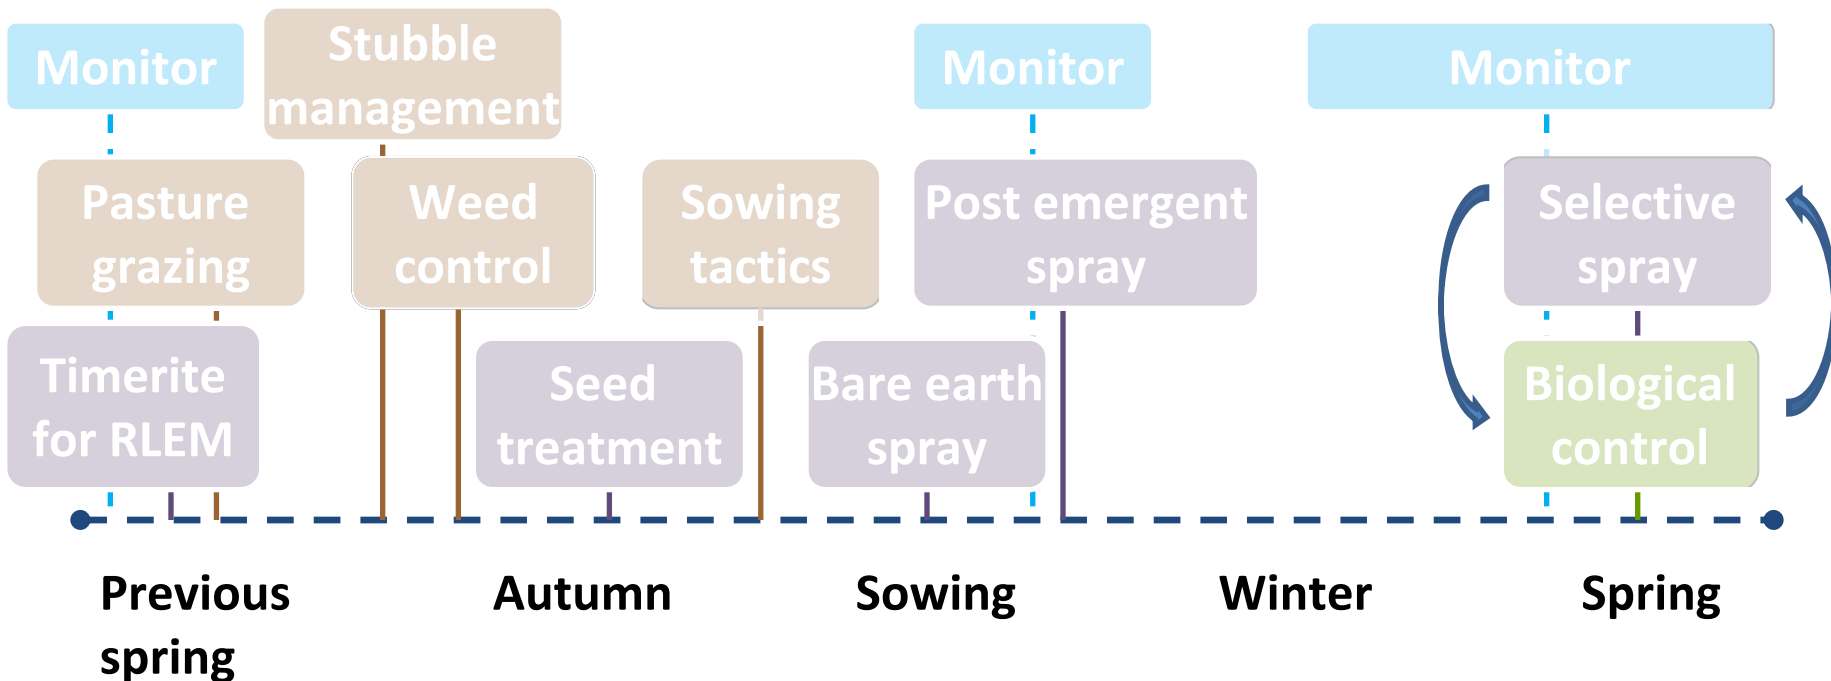 Monitor
Stubble
management
Monitor
Monitor
Pasture
grazing
Weed
control
Sowing
tactics
Post emergent
spray
Selective
spray
Timerite
for RLEM
Seed
treatment
Bare earth
spray
Biological
control
Previous
spring
Autumn
Sowing
Winter
Spring